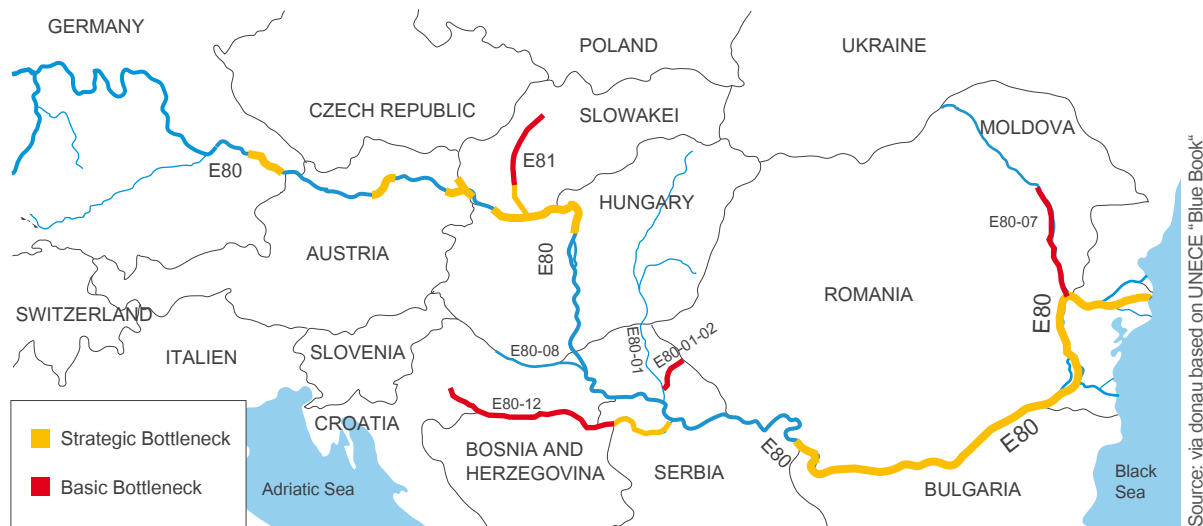 GERMANY
POLAND
UKRAINE
CZECH REPUBLIC
SLOWAKEI
MOLDOVA
E80
E81
HUNGARY
E80-07
AUSTRIA
E80
ROMANIA
E80
SWITZERLAND
ITALIEN
SLOVENIA
E80-08
E80-01
E80-01-02
E80-12
CROATIA
BOSNIA AND
HERZEGOVINA
SERBIA
E80
E80
BULGARIA
Adriatic Sea
Black
Sea
Strategic Bottleneck
Basic Bottleneck
Source: via donau based on UNECE "Blue Book“